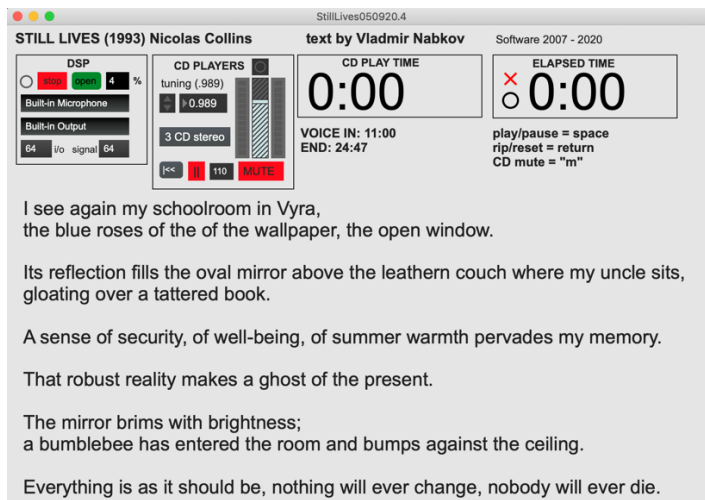 StillLives050920.4
STILL LIVES (1993) Nicolas Collins
text by Vladmir Nabkov
Software 2007 - 2020
DSP
stop open 4 %
Built-in Microphone
Built-in Output
64 i/o signal 64
CD PLAYERS
tuning (.989)
0.989
3 CD stereo
|<< || 110 MUTE
CD PLAY TIME
0:00
VOICE IN: 11:00
END: 24:47
ELAPSED TIME
0:00
play/pause = space
rip/reset = return
CD mute = "m"
I see again my schoolroom in Vyra,
the blue roses of the of the wallpaper, the open window.
Its reflection fills the oval mirror above the leathern couch where my uncle sits,
gloating over a tattered book.
A sense of security, of well-being, of summer warmth pervades my memory.
That robust reality makes a ghost of the present.
The mirror brims with brightness;
a bumblebee has entered the room and bumps against the ceiling.
Everything is as it should be, nothing will ever change, nobody will ever die.